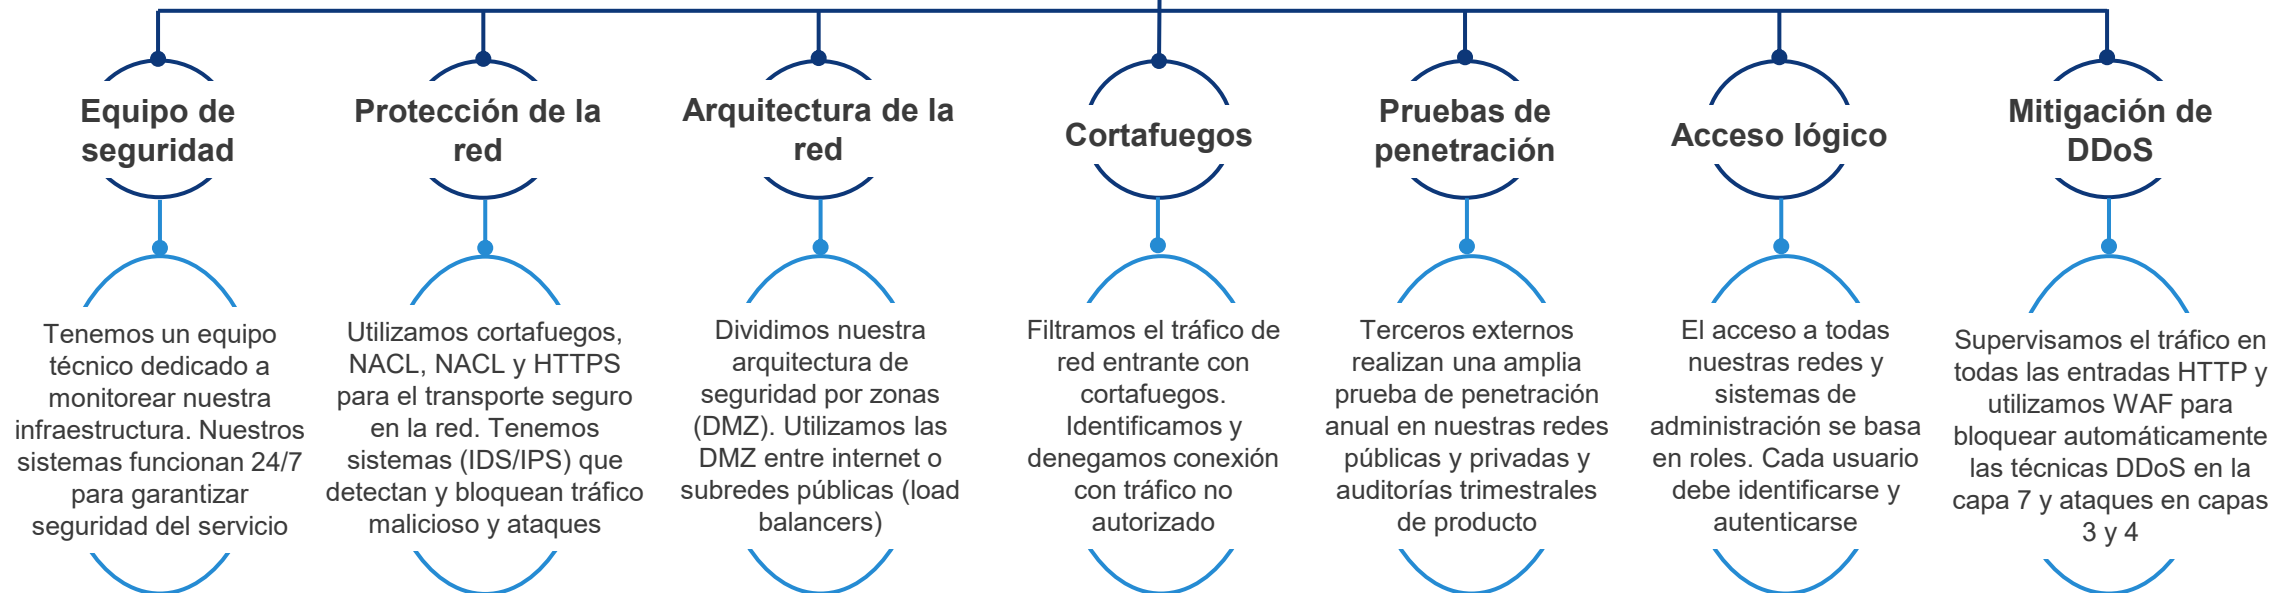 Equipo de
seguridad
Tenemos un equipo
técnico dedicado a
monitorear nuestra
infraestructura. Nuestros
sistemas funcionan 24/7
para garantizar
seguridad del servicio
Protección de la
red
Utilizamos cortafuegos,
NACL, NACL y HTTPS
para el transporte seguro
en la red. Tenemos
sistemas (IDS/IPS) que
detectan y bloquean tráfico
malicioso y ataques
Arquitectura de la
red
Dividimos nuestra
arquitectura de
seguridad por zonas
(DMZ). Utilizamos las
DMZ entre internet o
subredes públicas (load
balancers)
Cortafuegos
Filtramos el tráfico de
red entrante con
cortafuegos.
Identificamos y
denegamos conexión
con tráfico no
autorizado
Pruebas de
penetración
Terceros externos
realizan una amplia
prueba de penetración
anual en nuestras redes
públicas y privadas y
auditorías trimestrales
de producto
Acceso lógico
El acceso a todas
nuestras redes y
sistemas de
administración se basa
en roles. Cada usuario
debe identificarse y
autenticarse
Mitigación de
DDoS
Supervisamos el tráfico en
todas las entradas HTTP y
utilizamos WAF para
bloquear automáticamente
las técnicas DDoS en la
capa 7 y ataques en capas
3 y 4